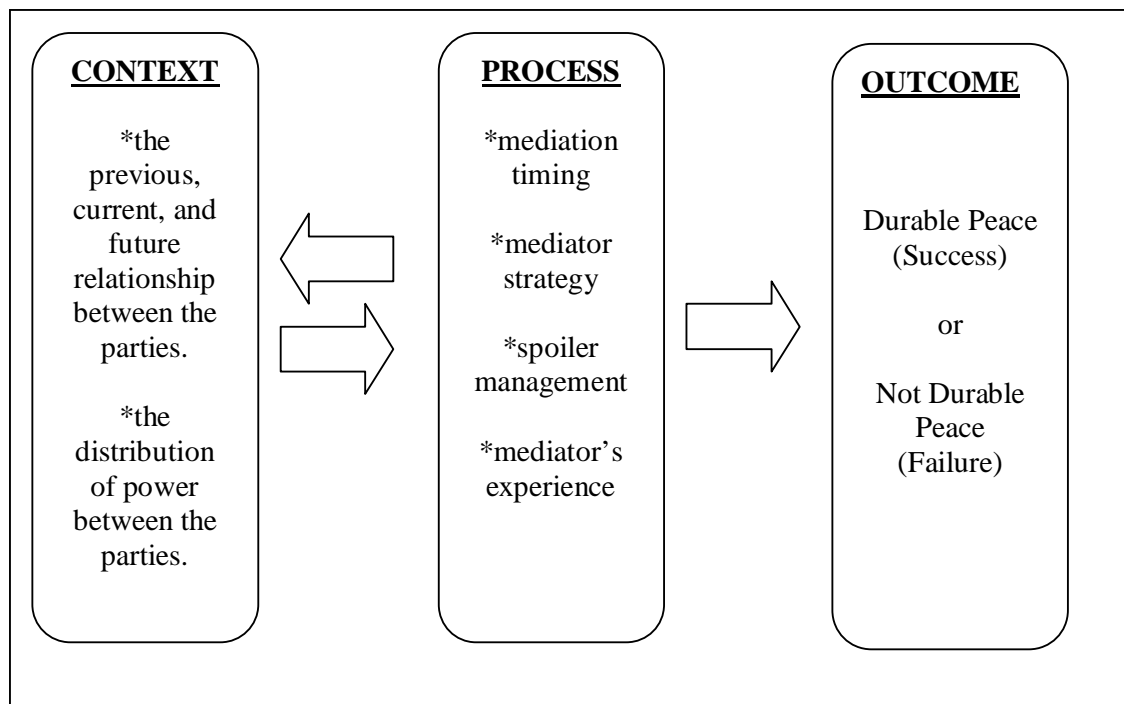 CONTEXT
*the
previous,
current, and
future
relationship
between the
parties.
*the
distribution
of power
between the
parties.
PROCESS
*mediation
timing
*mediator
strategy
*spoiler
management
*mediator’s
experience
OUTCOME
Durable Peace
(Success)
or
Not Durable
Peace
(Failure)